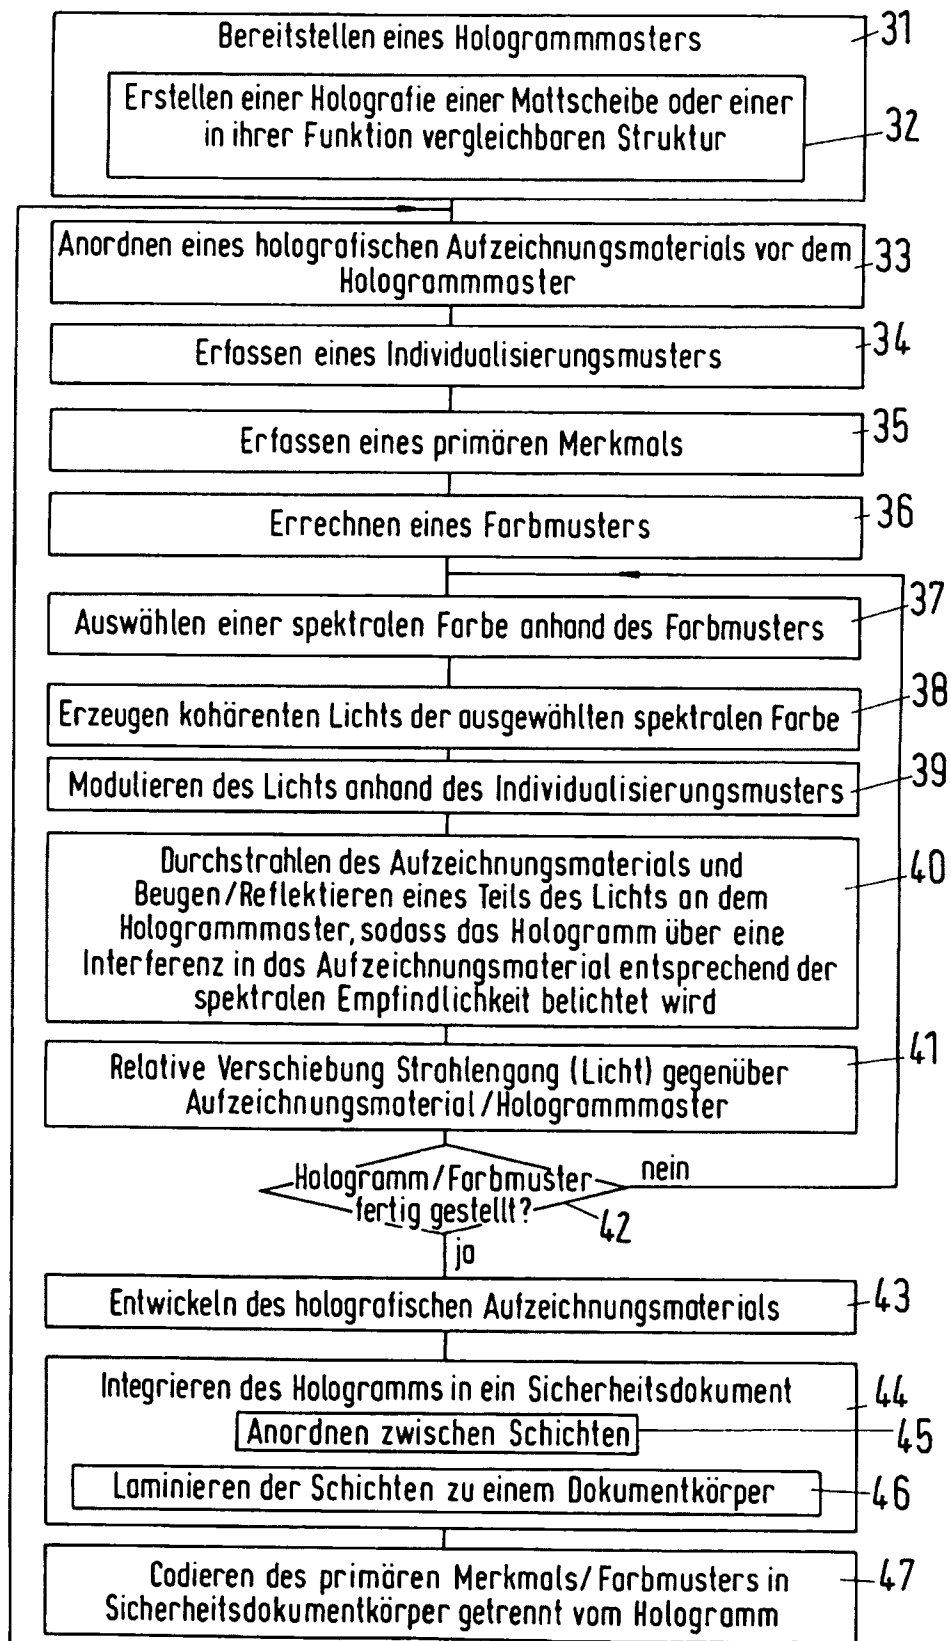 Bereitstellen eines Hologrammmasters
31
Erstellen einer Holografie einer Mattscheibe oder einer
in ihrer Funktion vergleichbaren Struktur
32
Anordnen eines holografischen Aufzeichnungsmaterials vor dem
Hologrammmaster
33
Erfassen eines Individualisierungsmusters
34
Erfassen eines primären Merkmals
35
Errechnen eines Farbmusters
36
Auswählen einer spektralen Farbe anhand des Farbmusters
37
Erzeugen kohärenten Lichts der ausgewählten spektralen Farbe
38
Modulieren des Lichts anhand des Individualisierungsmusters
39
Durchstrahlen des Aufzeichnungsmaterials und
Beugen/Reflektieren eines Teils des Lichts an dem
Hologrammmaster, sodass das Hologramm über eine
Interferenz in das Aufzeichnungsmaterial entsprechend der
spektralen Empfindlichkeit belichtet wird
40
Relative Verschiebung Strahlengang (Licht) gegenüber
Aufzeichnungsmaterial/Hologrammmaster
41
Hologramm/Farbmuster
fertig gestellt?
nein
42
ja
Entwickeln des holografischen Aufzeichnungsmaterials
43
Integrieren des Hologramms in ein Sicherheitsdokument
44
Anordnen zwischen Schichten
45
Laminieren der Schichten zu einem Dokumentkörper
46
Codieren des primären Merkmals/Farbmusters in
Sicherheitsdokumentkörper getrennt vom Hologramm
47